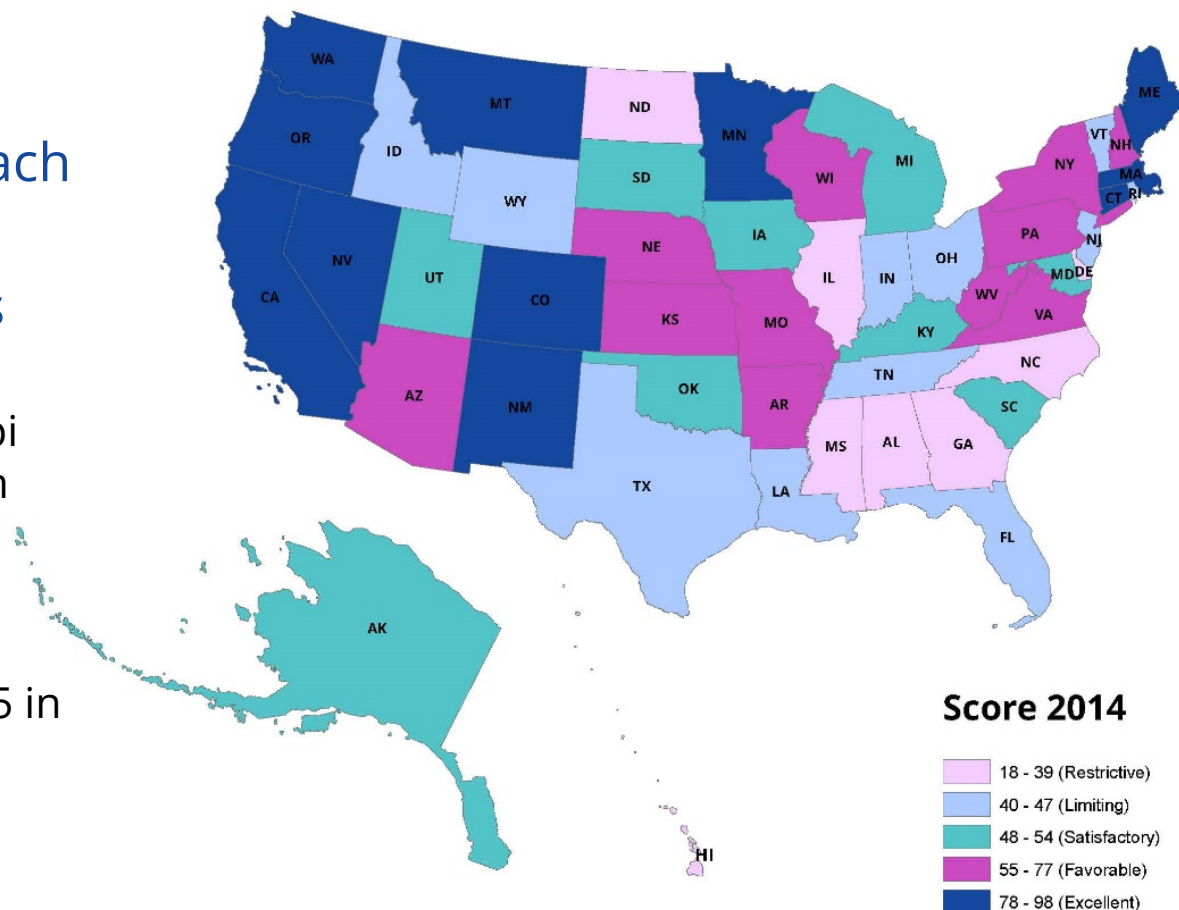 ach
s
pi
n
5 in
WA
MT
ND
MN
ME
OR
ID
SD
WI
MI
VT
NH
NY
MA
RI
CT
WY
NE
IA
PA
NJ
NV
UT
CO
IL
IN
OH
MD
DE
WV
VA
CA
KS
MO
KY
NC
AZ
NM
OK
AR
TN
SC
TX
LA
MS
AL
GA
FL
AK
HI
Score 2014
18 - 39 (Restrictive)
40 - 47 (Limiting)
48 - 54 (Satisfactory)
55 - 77 (Favorable)
78 - 98 (Excellent)